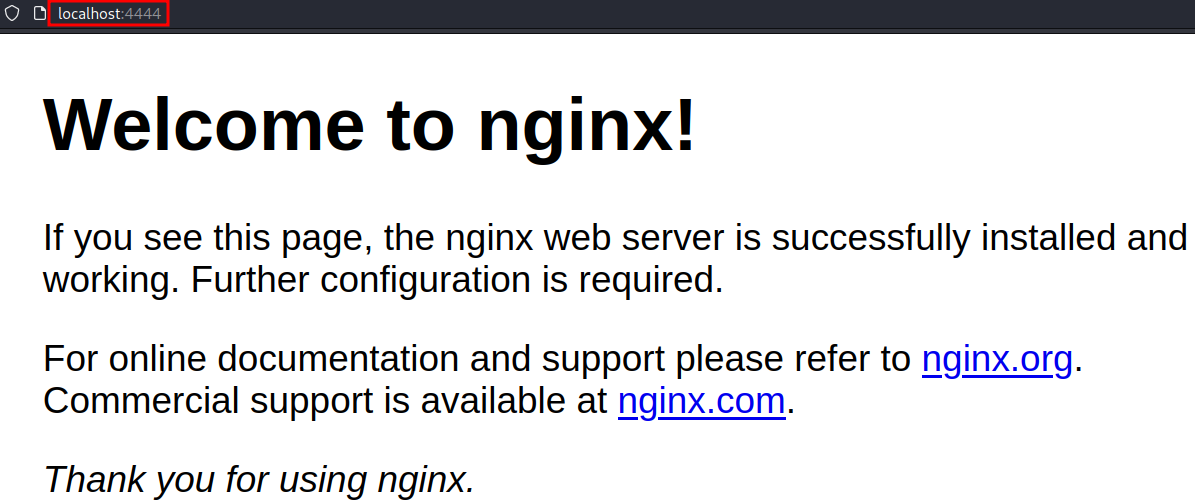 localhost:4444
Welcome to nginx!
If you see this page, the nginx web server is successfully installed and
working. Further configuration is required.
For online documentation and support please refer to nginx.org.
Commercial support is available at nginx.com.
Thank you for using nginx.